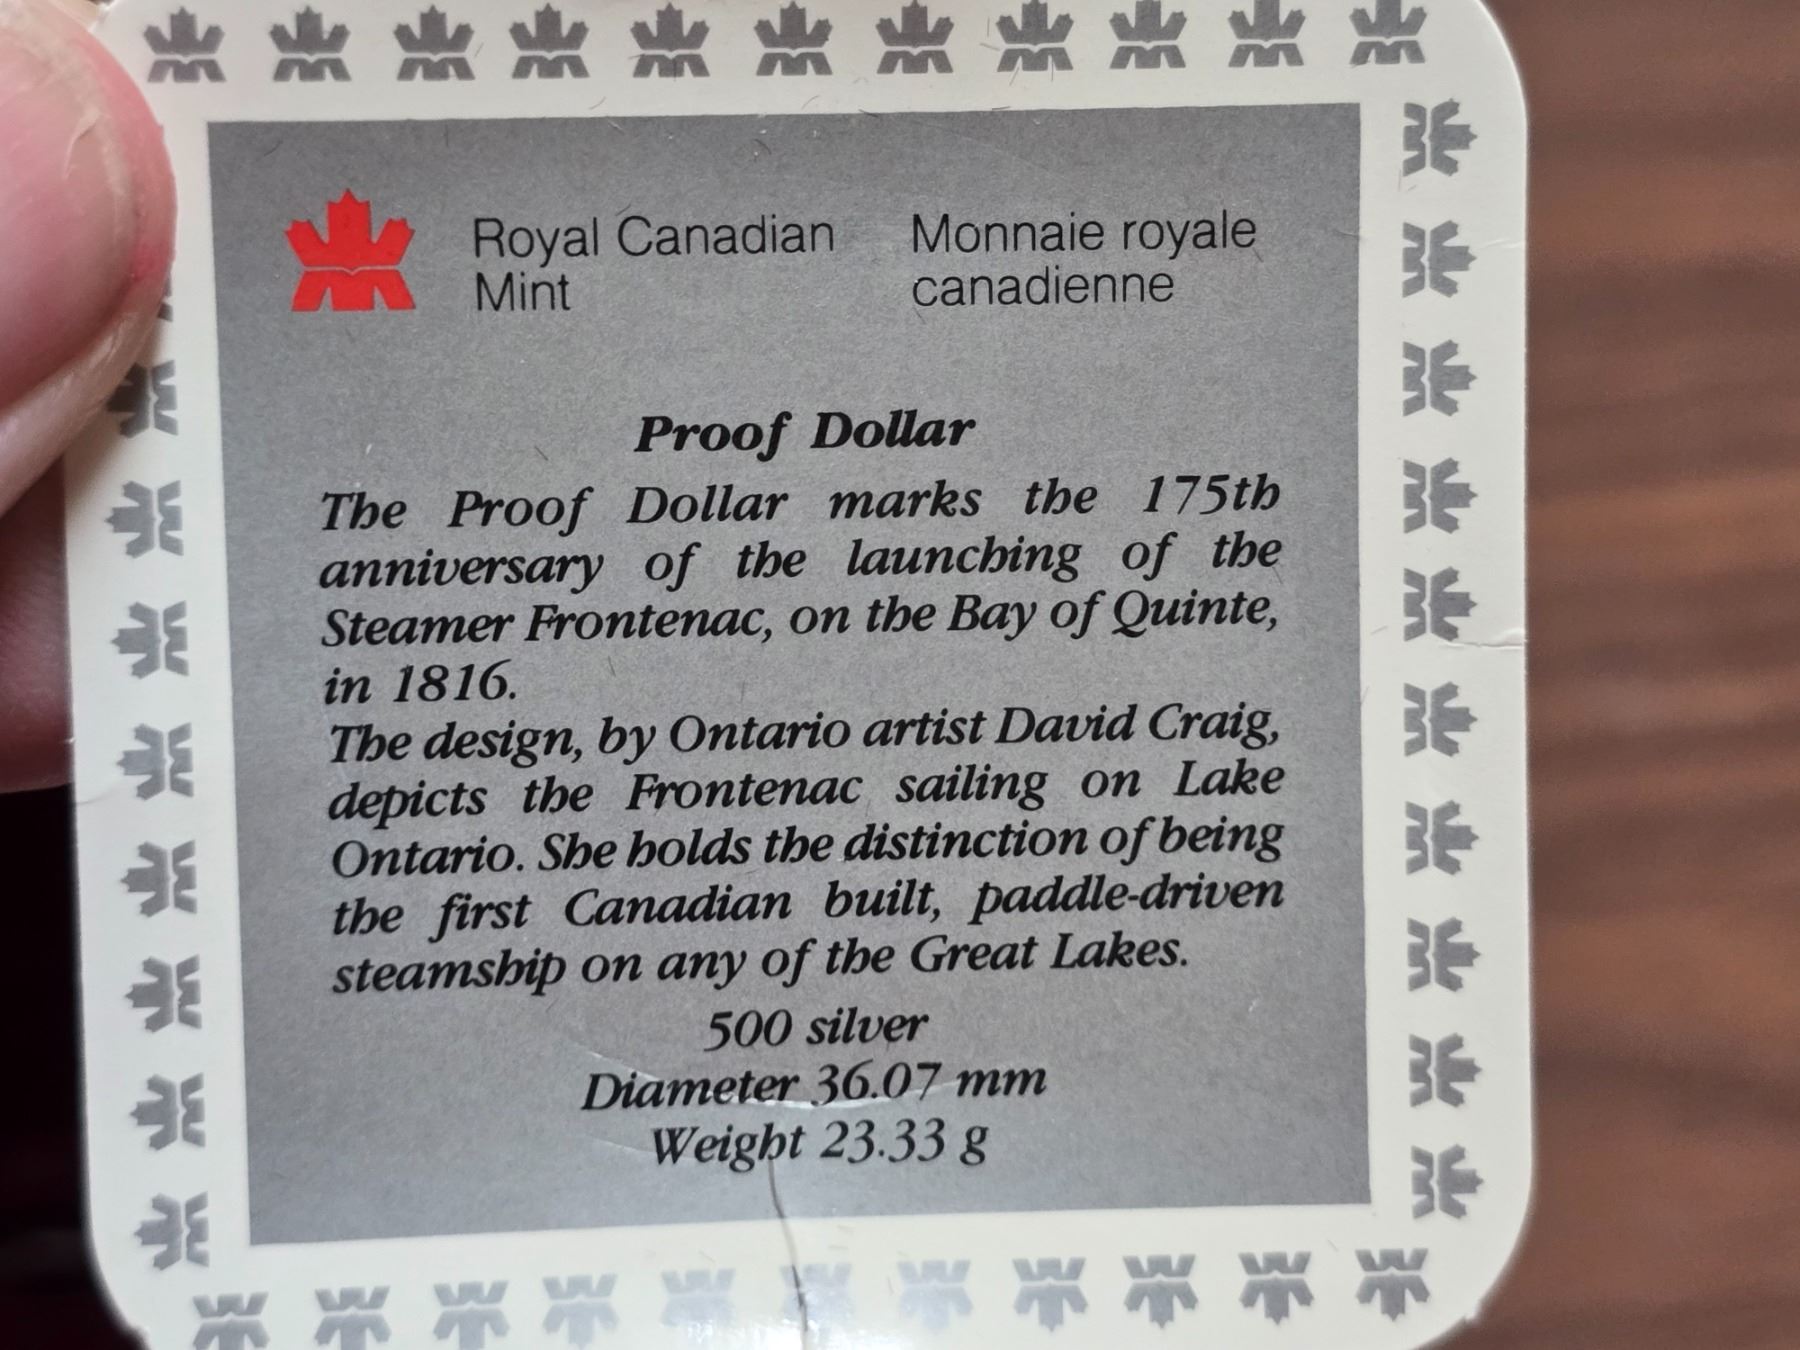 Royal Canadian Mint
Monnaie royale canadienne
Proof Dollar
The Proof Dollar marks the 175th
anniversary of the launching of the
Steamer Frontenac, on the Bay of Quinte,
in 1816.
The design, by Ontario artist David Craig,
depicts the Frontenac sailing on Lake
Ontario. She holds the distinction of being
the first Canadian built, paddle-driven
steamship on any of the Great Lakes.
500 silver
Diameter 36.07 mm
Weight 23.33 g